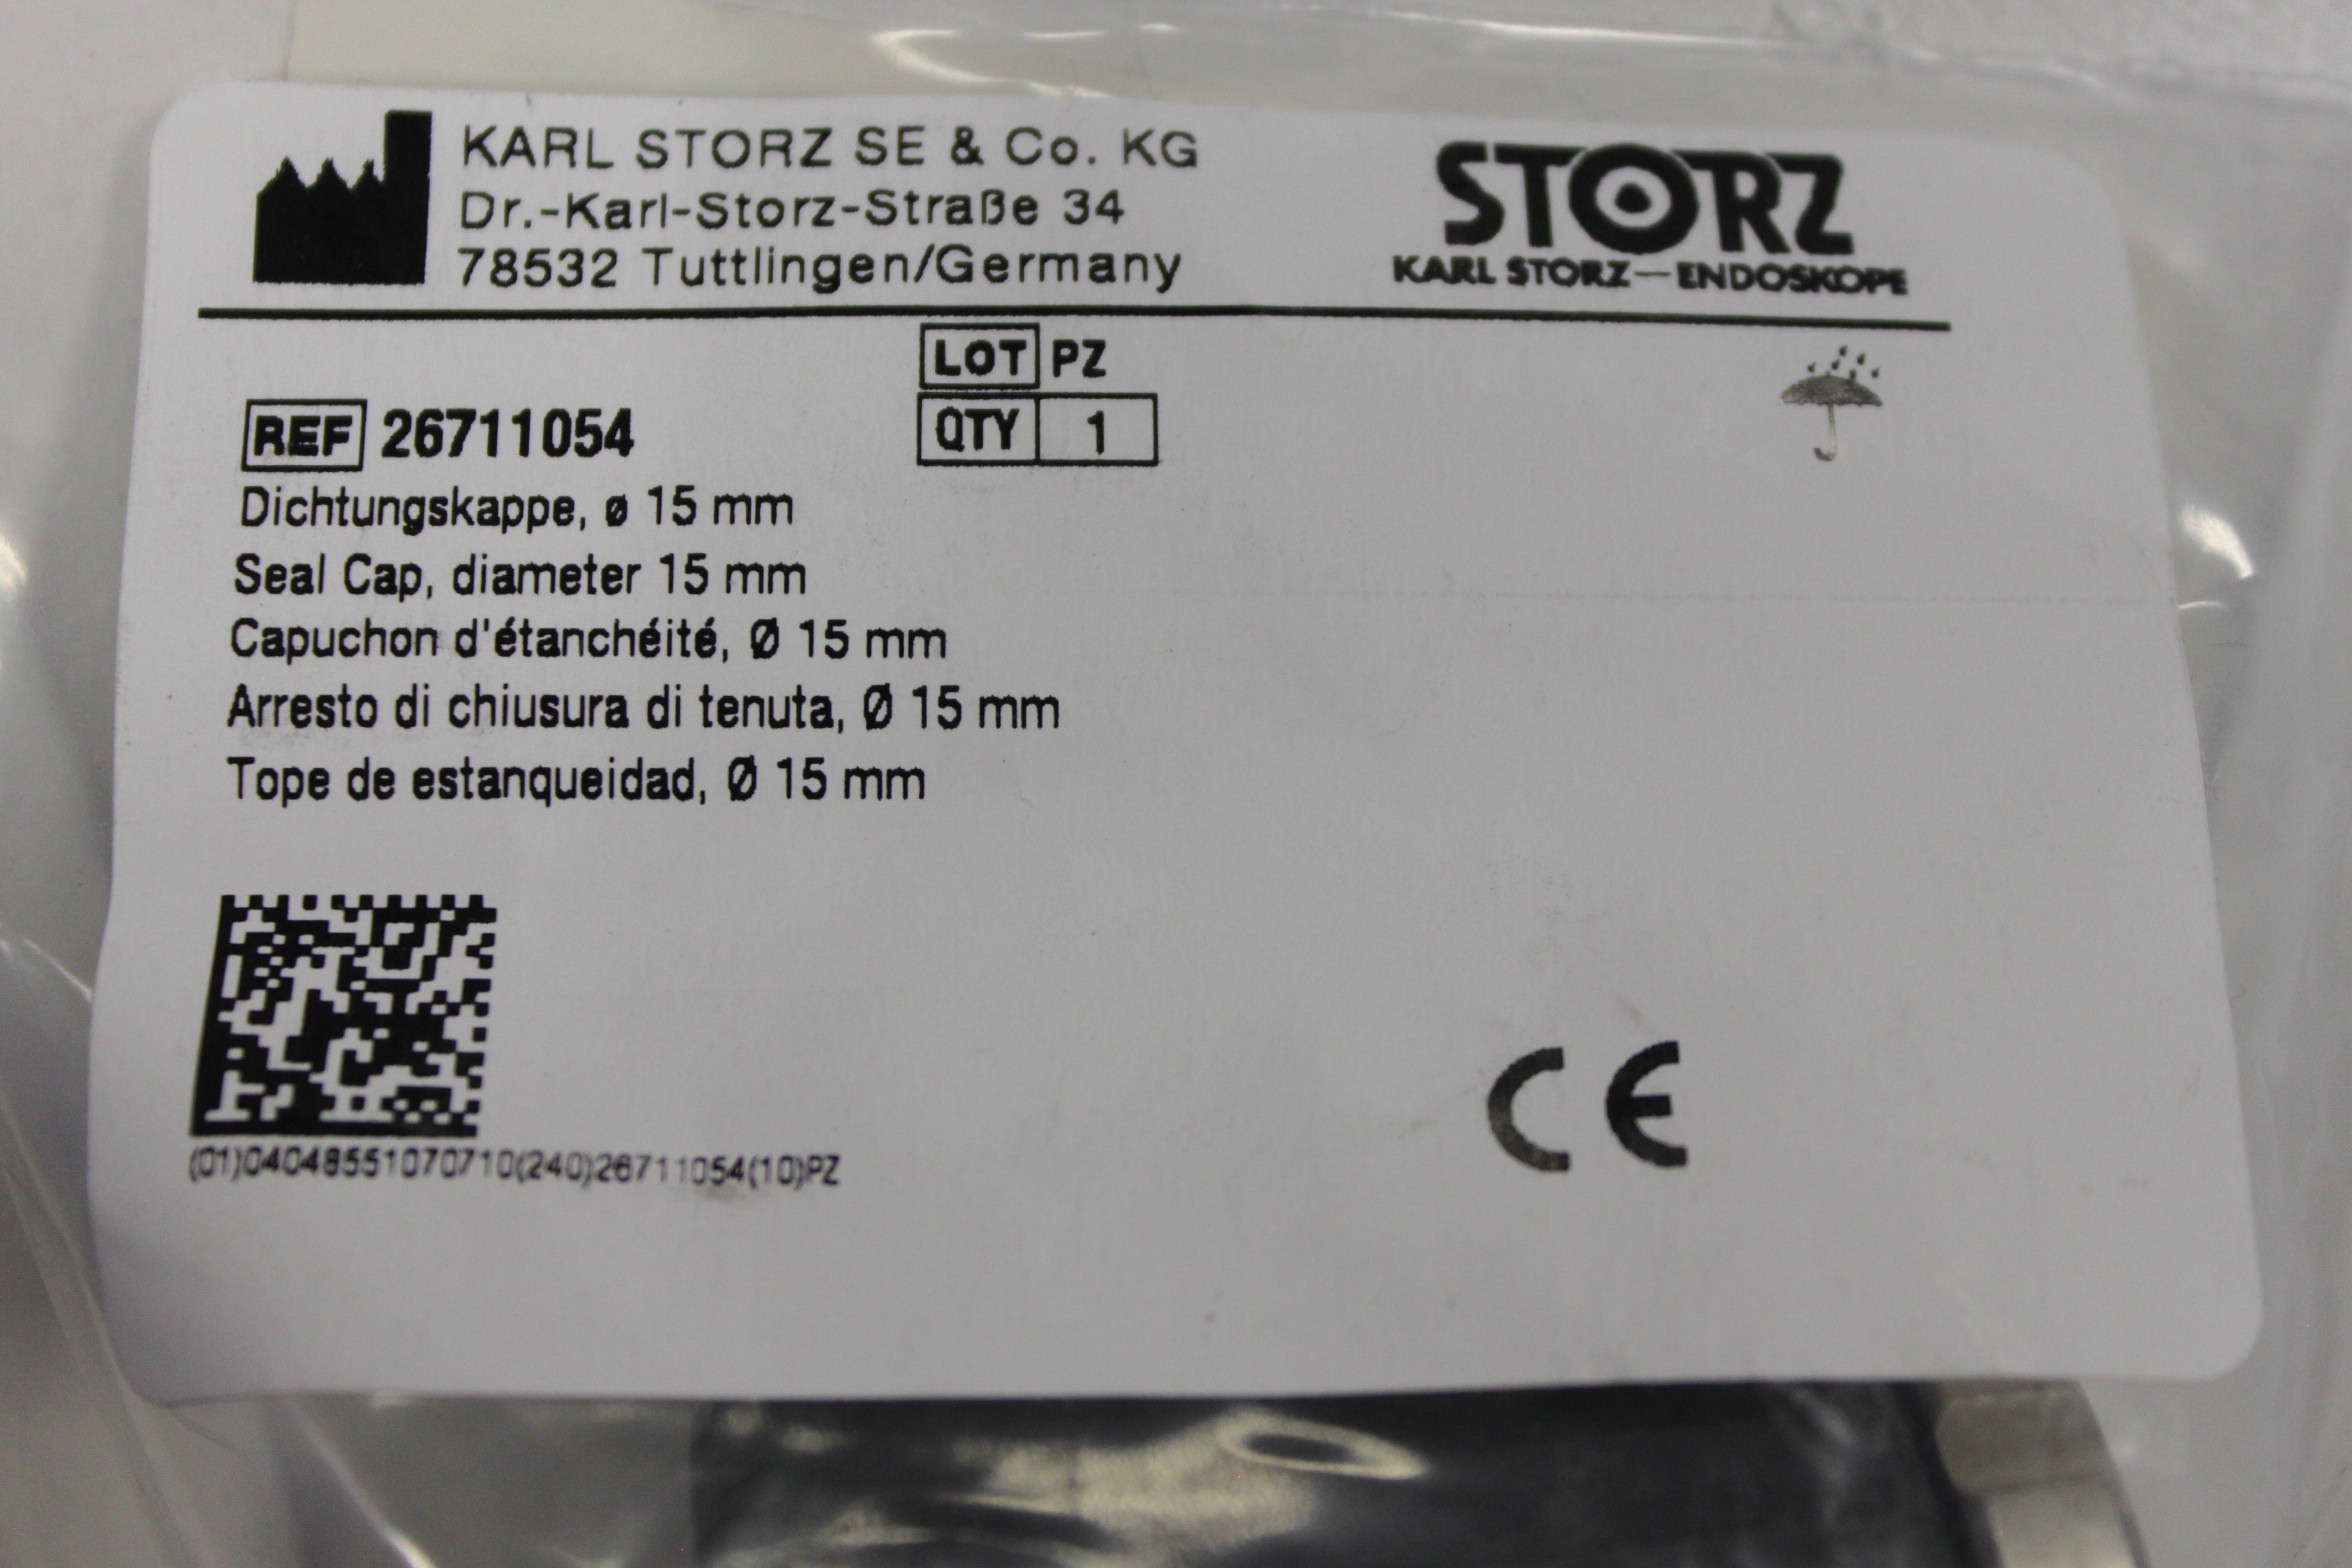 KARL STORZ SE & Co. KG
Dr.-Karl-Storz-Straße 34
78532 Tuttlingen/Germany
STORZ
KARL STORZ—ENDOSKOPE
LOT PZ
QTY 1
REF 26711054
Dichtungskappe, ø 15 mm
Seal Cap, diameter 15 mm
Capuchon d'étanchéité, Ø 15 mm
Arresto di chiusura di tenuta, Ø 15 mm
Tope de estanqueidad, Ø 15 mm
(01)04048551070710(240)26711054(10)PZ
CE